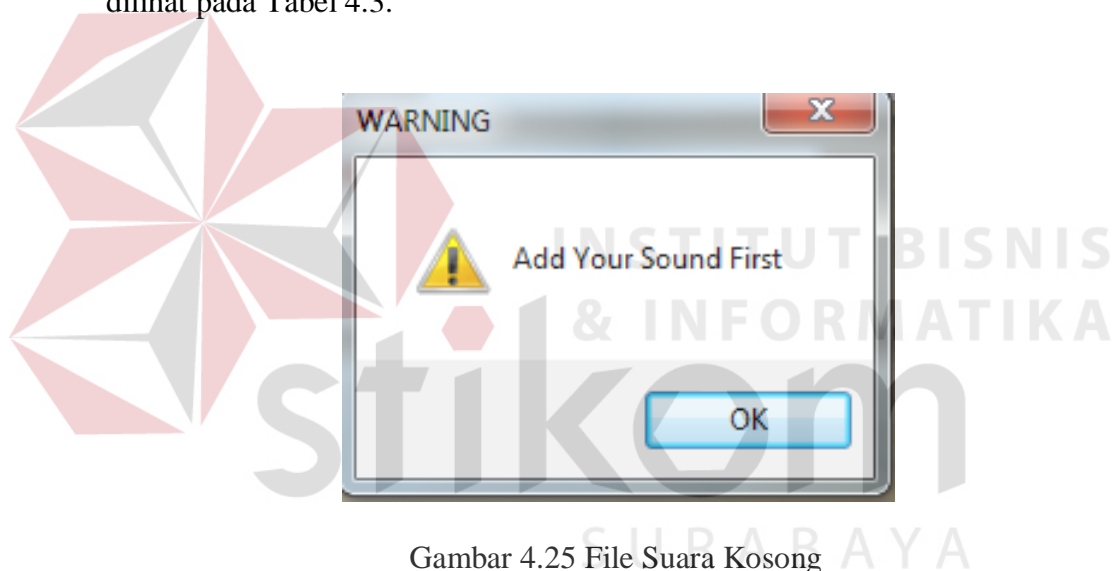 dilihat pada Tabel 4.3.
WARNING
Add Your Sound First
OK
INSTITUT BISNIS
& INFORMATIKA
stikom
SURABAYA
Gambar 4.25 File Suara Kosong